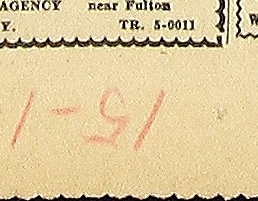 AGENCY near Fulton
Y. TR. 5-0011
W
15-1